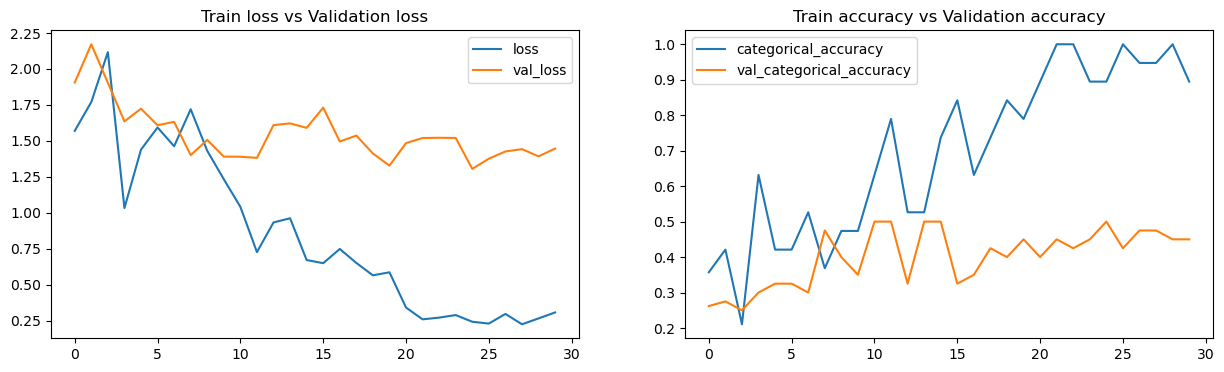 Train loss vs Validation loss
2.25
2.00
1.75
1.50
1.25
1.00
0.75
0.50
0.25
0 5 10 15 20 25 30
loss
val_loss
Train accuracy vs Validation accuracy
1.0
0.9
0.8
0.7
0.6
0.5
0.4
0.3
0.2
0 5 10 15 20 25 30
categorical_accuracy
val_categorical_accuracy